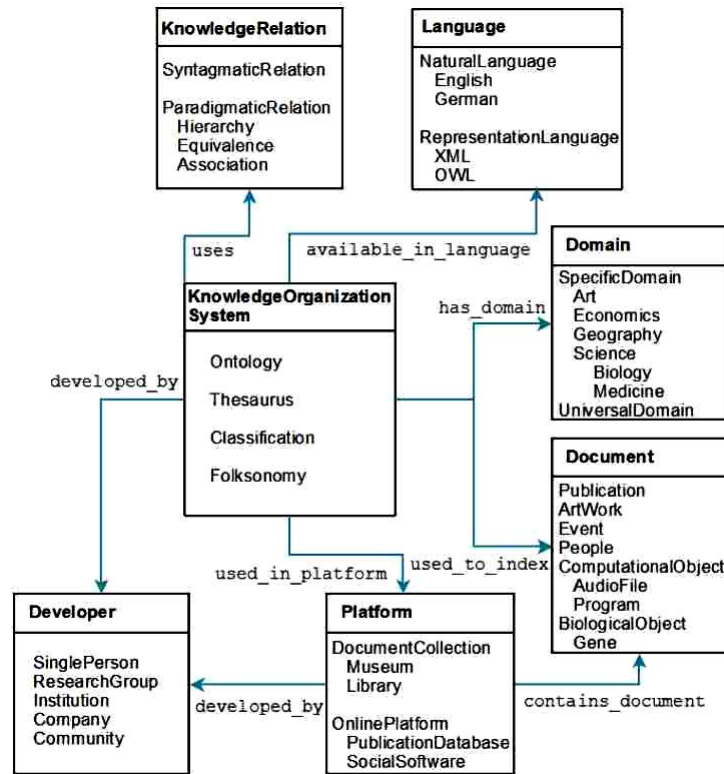 KnowledgeRelation
SyntagmaticRelation
ParadigmaticRelation
Hierarchy
Equivalence
Association
Language
NaturalLanguage
English
German
RepresentationLanguage
XML
OWL
uses
available_in_language
Domain
SpecificDomain
Art
Economics
Geography
Science
Biology
Medicine
UniversalDomain
KnowledgeOrganization
System
Ontology
Thesaurus
Classification
Folksonomy
has_domain
developed_by
Document
Publication
ArtWork
Event
People
ComputationalObject
AudioFile
Program
BiologicalObject
Gene
used_in_platform
used_to_index
Developer
SinglePerson
ResearchGroup
Institution
Company
Community
Platform
DocumentCollection
Museum
Library
OnlinePlatform
PublicationDatabase
SocialSoftware
developed_by
contains_document